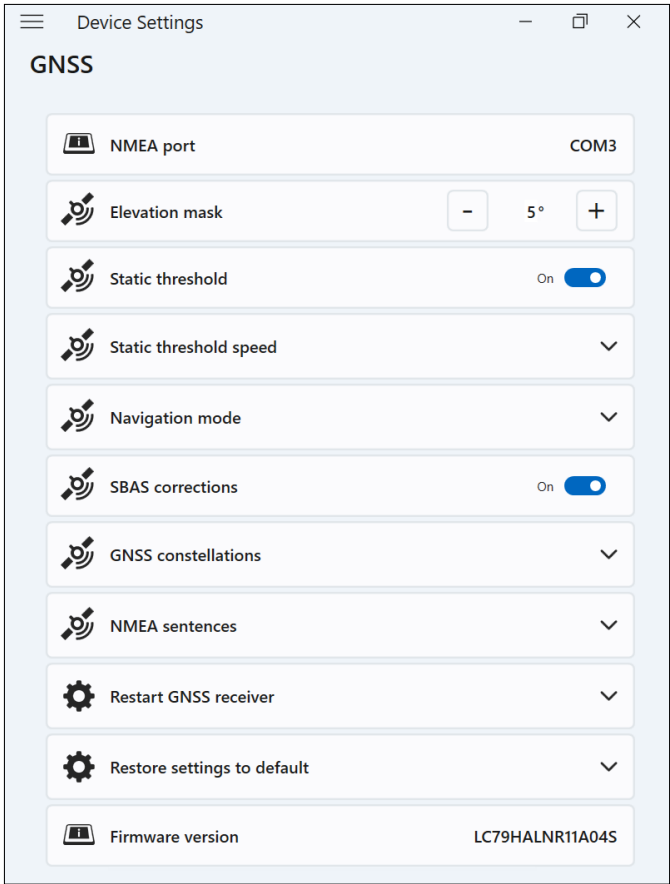 Device Settings
GNSS
NMEA port COM3
Elevation mask - 5° +
Static threshold On
Static threshold speed
Navigation mode
SBAS corrections On
GNSS constellations
NMEA sentences
Restart GNSS receiver
Restore settings to default
Firmware version LC79HALNR11A04S